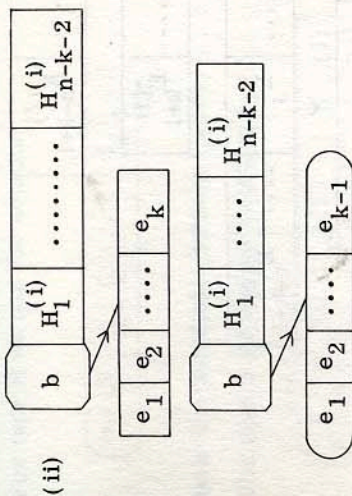 (ii)
b H_1^{(i)} ........ H_{n-k-2}^{(i)}
e_1 e_2 .... e_k
b H_1^{(i)} .... H_{n-k-2}^{(i)}
e_1 e_2 .... e_{k-1}